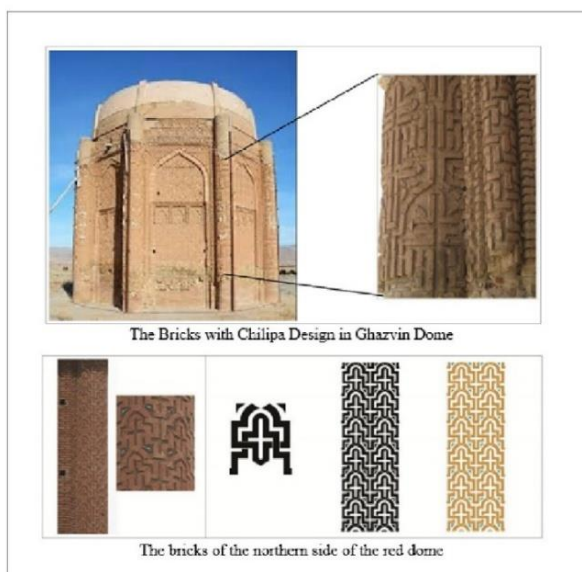 The Bricks with Chilipa Design in Ghazvin Dome
The bricks of the northern side of the red dome